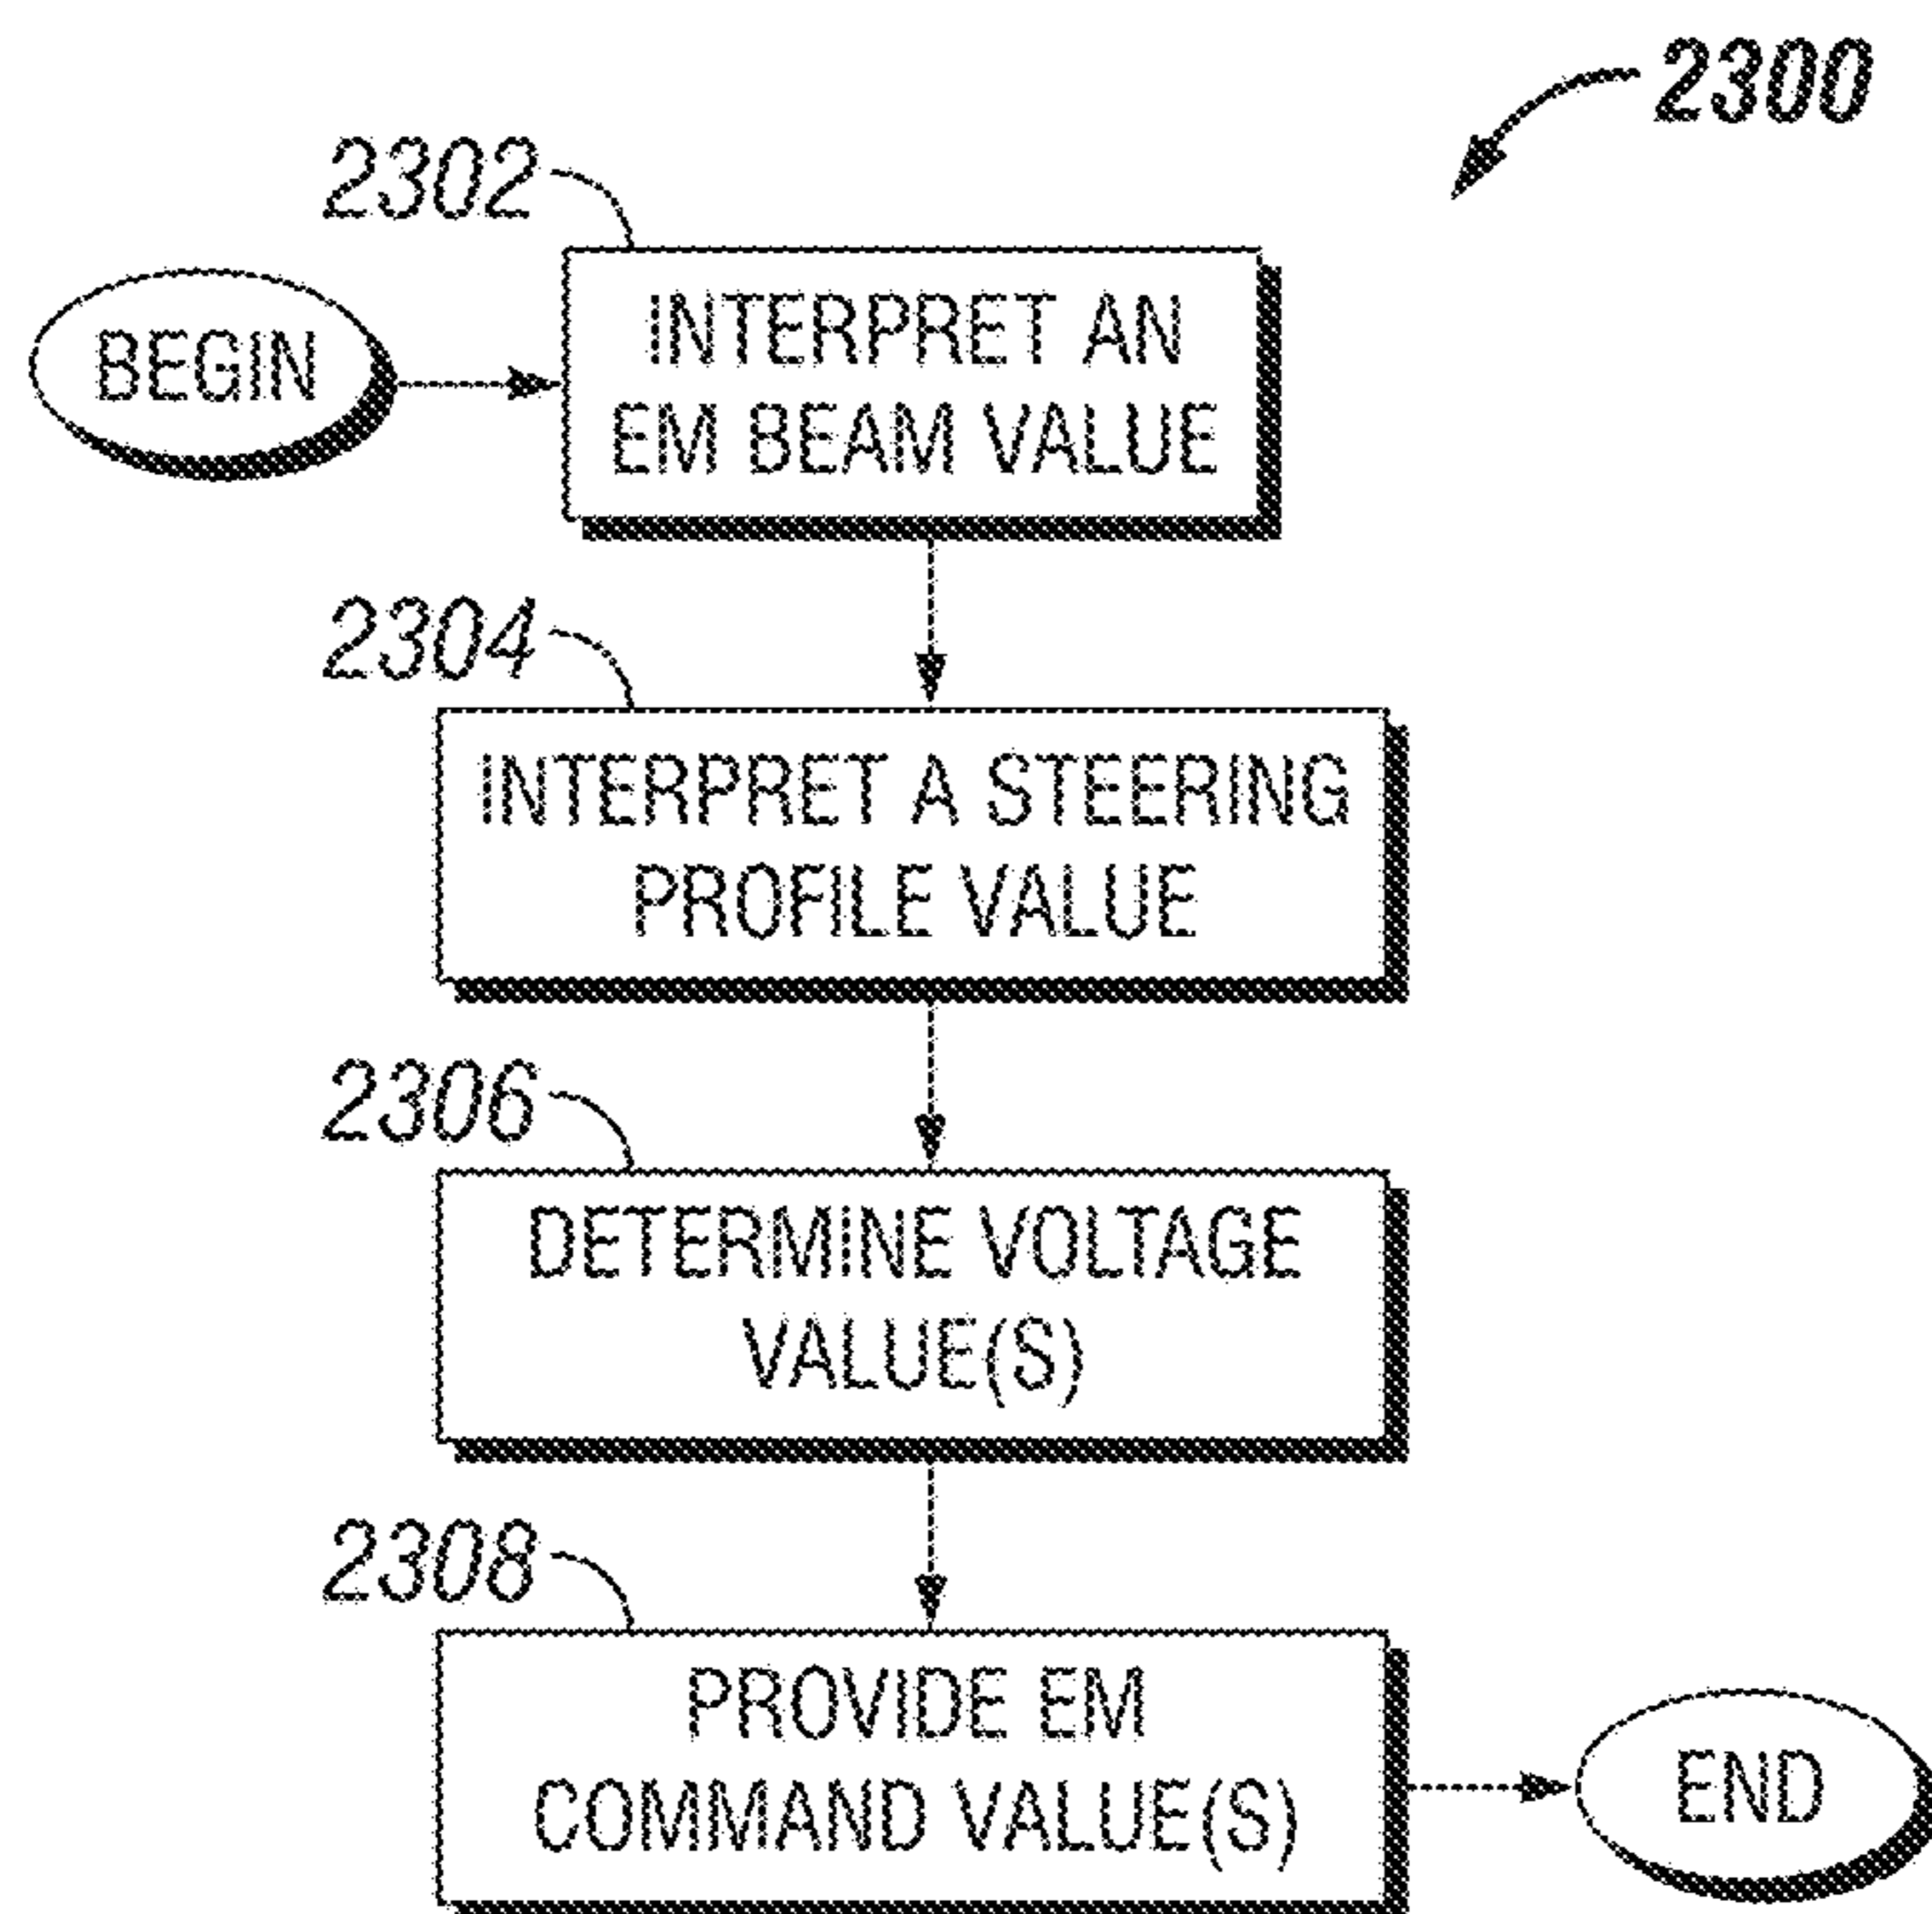 2300
2302
BEGIN
INTERPRET AN
EM BEAM VALUE
2304
INTERPRET A STEERING
PROFILE VALUE
2306
DETERMINE VOLTAGE
VALUE(S)
2308
PROVIDE EM
COMMAND VALUE(S)
END